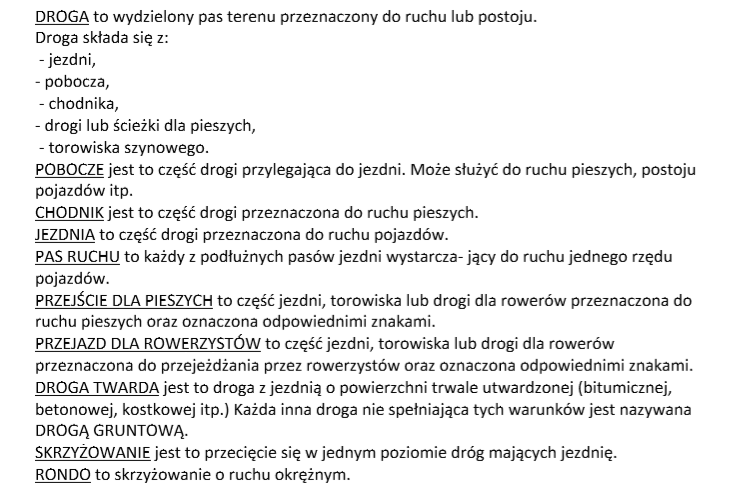 DROGA to wydzielony pas terenu przeznaczony do ruchu lub postoju.
Droga składa się z:
- jezdni,
- pobocza,
- chodnika,
- drogi lub ścieżki dla pieszych,
- torowiska szynowego.
POBOCZE jest to część drogi przylegająca do jezdni. Może służyć do ruchu pieszych, postoju
pojazdów itp.
CHODNIK jest to część drogi przeznaczona do ruchu pieszych.
JEZDNIA to część drogi przeznaczona do ruchu pojazdów.
PAS RUCHU to każdy z podłużnych pasów jezdni wystarcza- jący do ruchu jednego rzędu
pojazdów.
PRZEJŚCIE DLA PIESZYCH to część jezdni, torowiska lub drogi dla rowerów przeznaczona do
ruchu pieszych oraz oznaczona odpowiednimi znakami.
PRZEJAZD DLA ROWERZYSTÓW to część jezdni, torowiska lub drogi dla rowerów
przeznaczona do przejeżdżania przez rowerzystów oraz oznaczona odpowiednimi znakami.
DROGA TWARDA jest to droga z jezdnią o powierzchni trwale utwardzonej (bitumicznej,
betonowej, kostkowej itp.) Każda inna droga nie spełniająca tych warunków jest nazywana
DROGĄ GRUNTOWĄ.
SKRZYŻOWANIE jest to przecięcie się w jednym poziomie dróg mających jezdnię.
RONDO to skrzyżowanie o ruchu okrężnym.